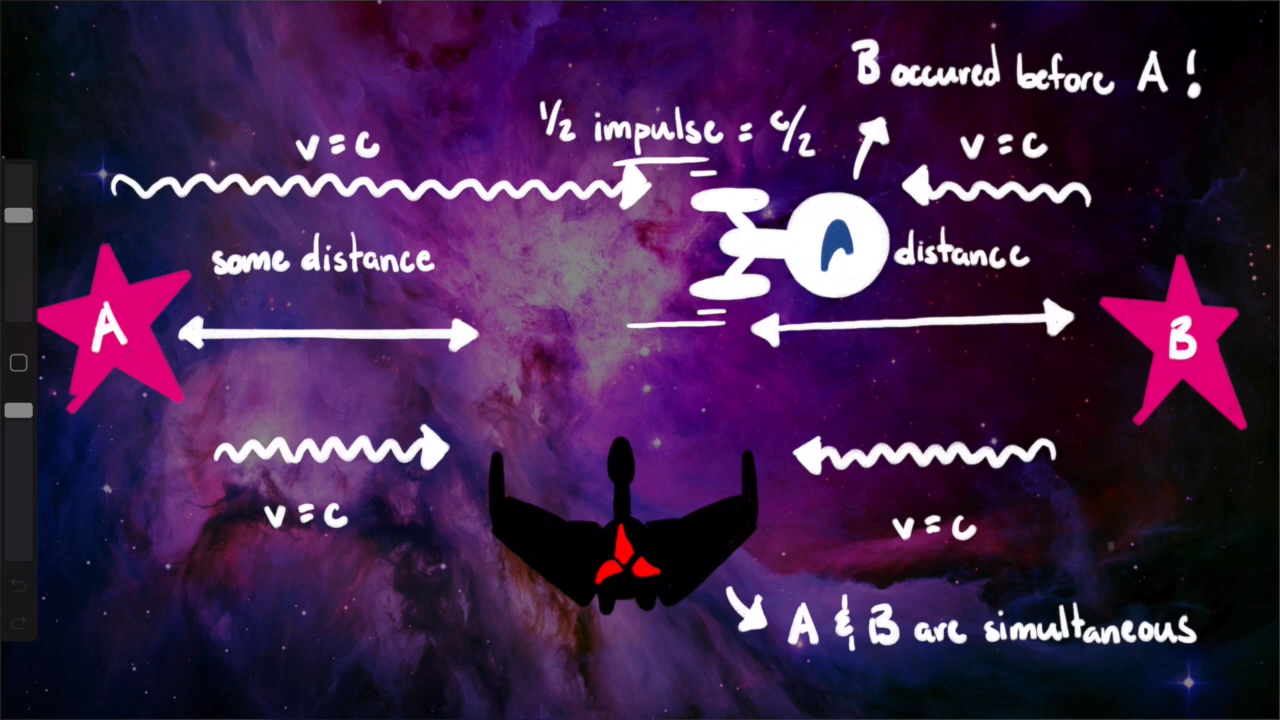 B occured before A!
1/2 impulse = c/2
v = c
v = c
some distance
distance
A
B
v = c
v = c
A & B are simultaneous